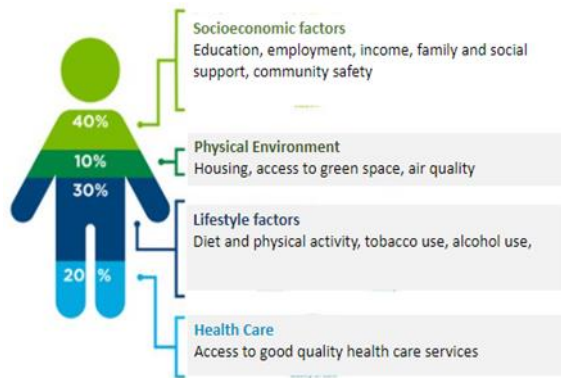 Socioeconomic factors
Education, employment, income, family and social
support, community safety
40%
Physical Environment
10%
Housing, access to green space, air quality
30%
Lifestyle factors
Diet and physical activity, tobacco use, alcohol use,
20 %
Health Care
Access to good quality health care services